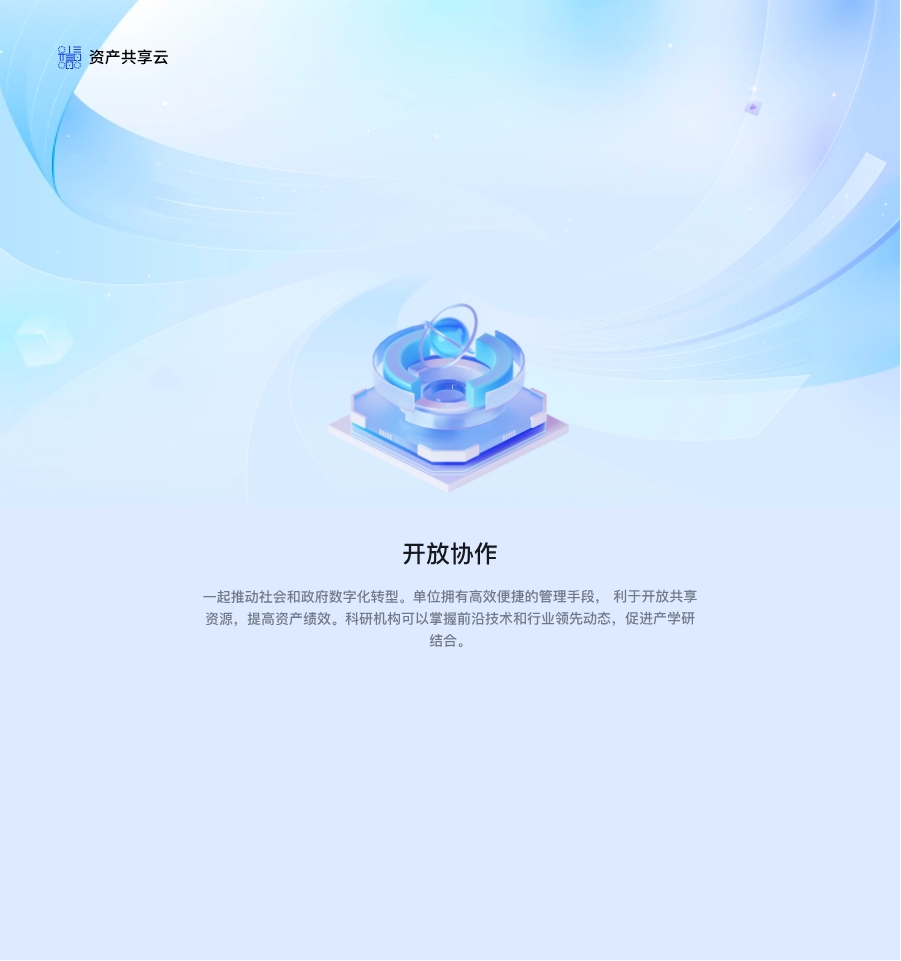 资产共享云
开放协作
一起推动社会和政府数字化转型。单位拥有高效便捷的管理手段， 利于开放共享
资源，提高资产绩效。科研机构可以掌握前沿技术和行业领先动态，促进产学研
结合。